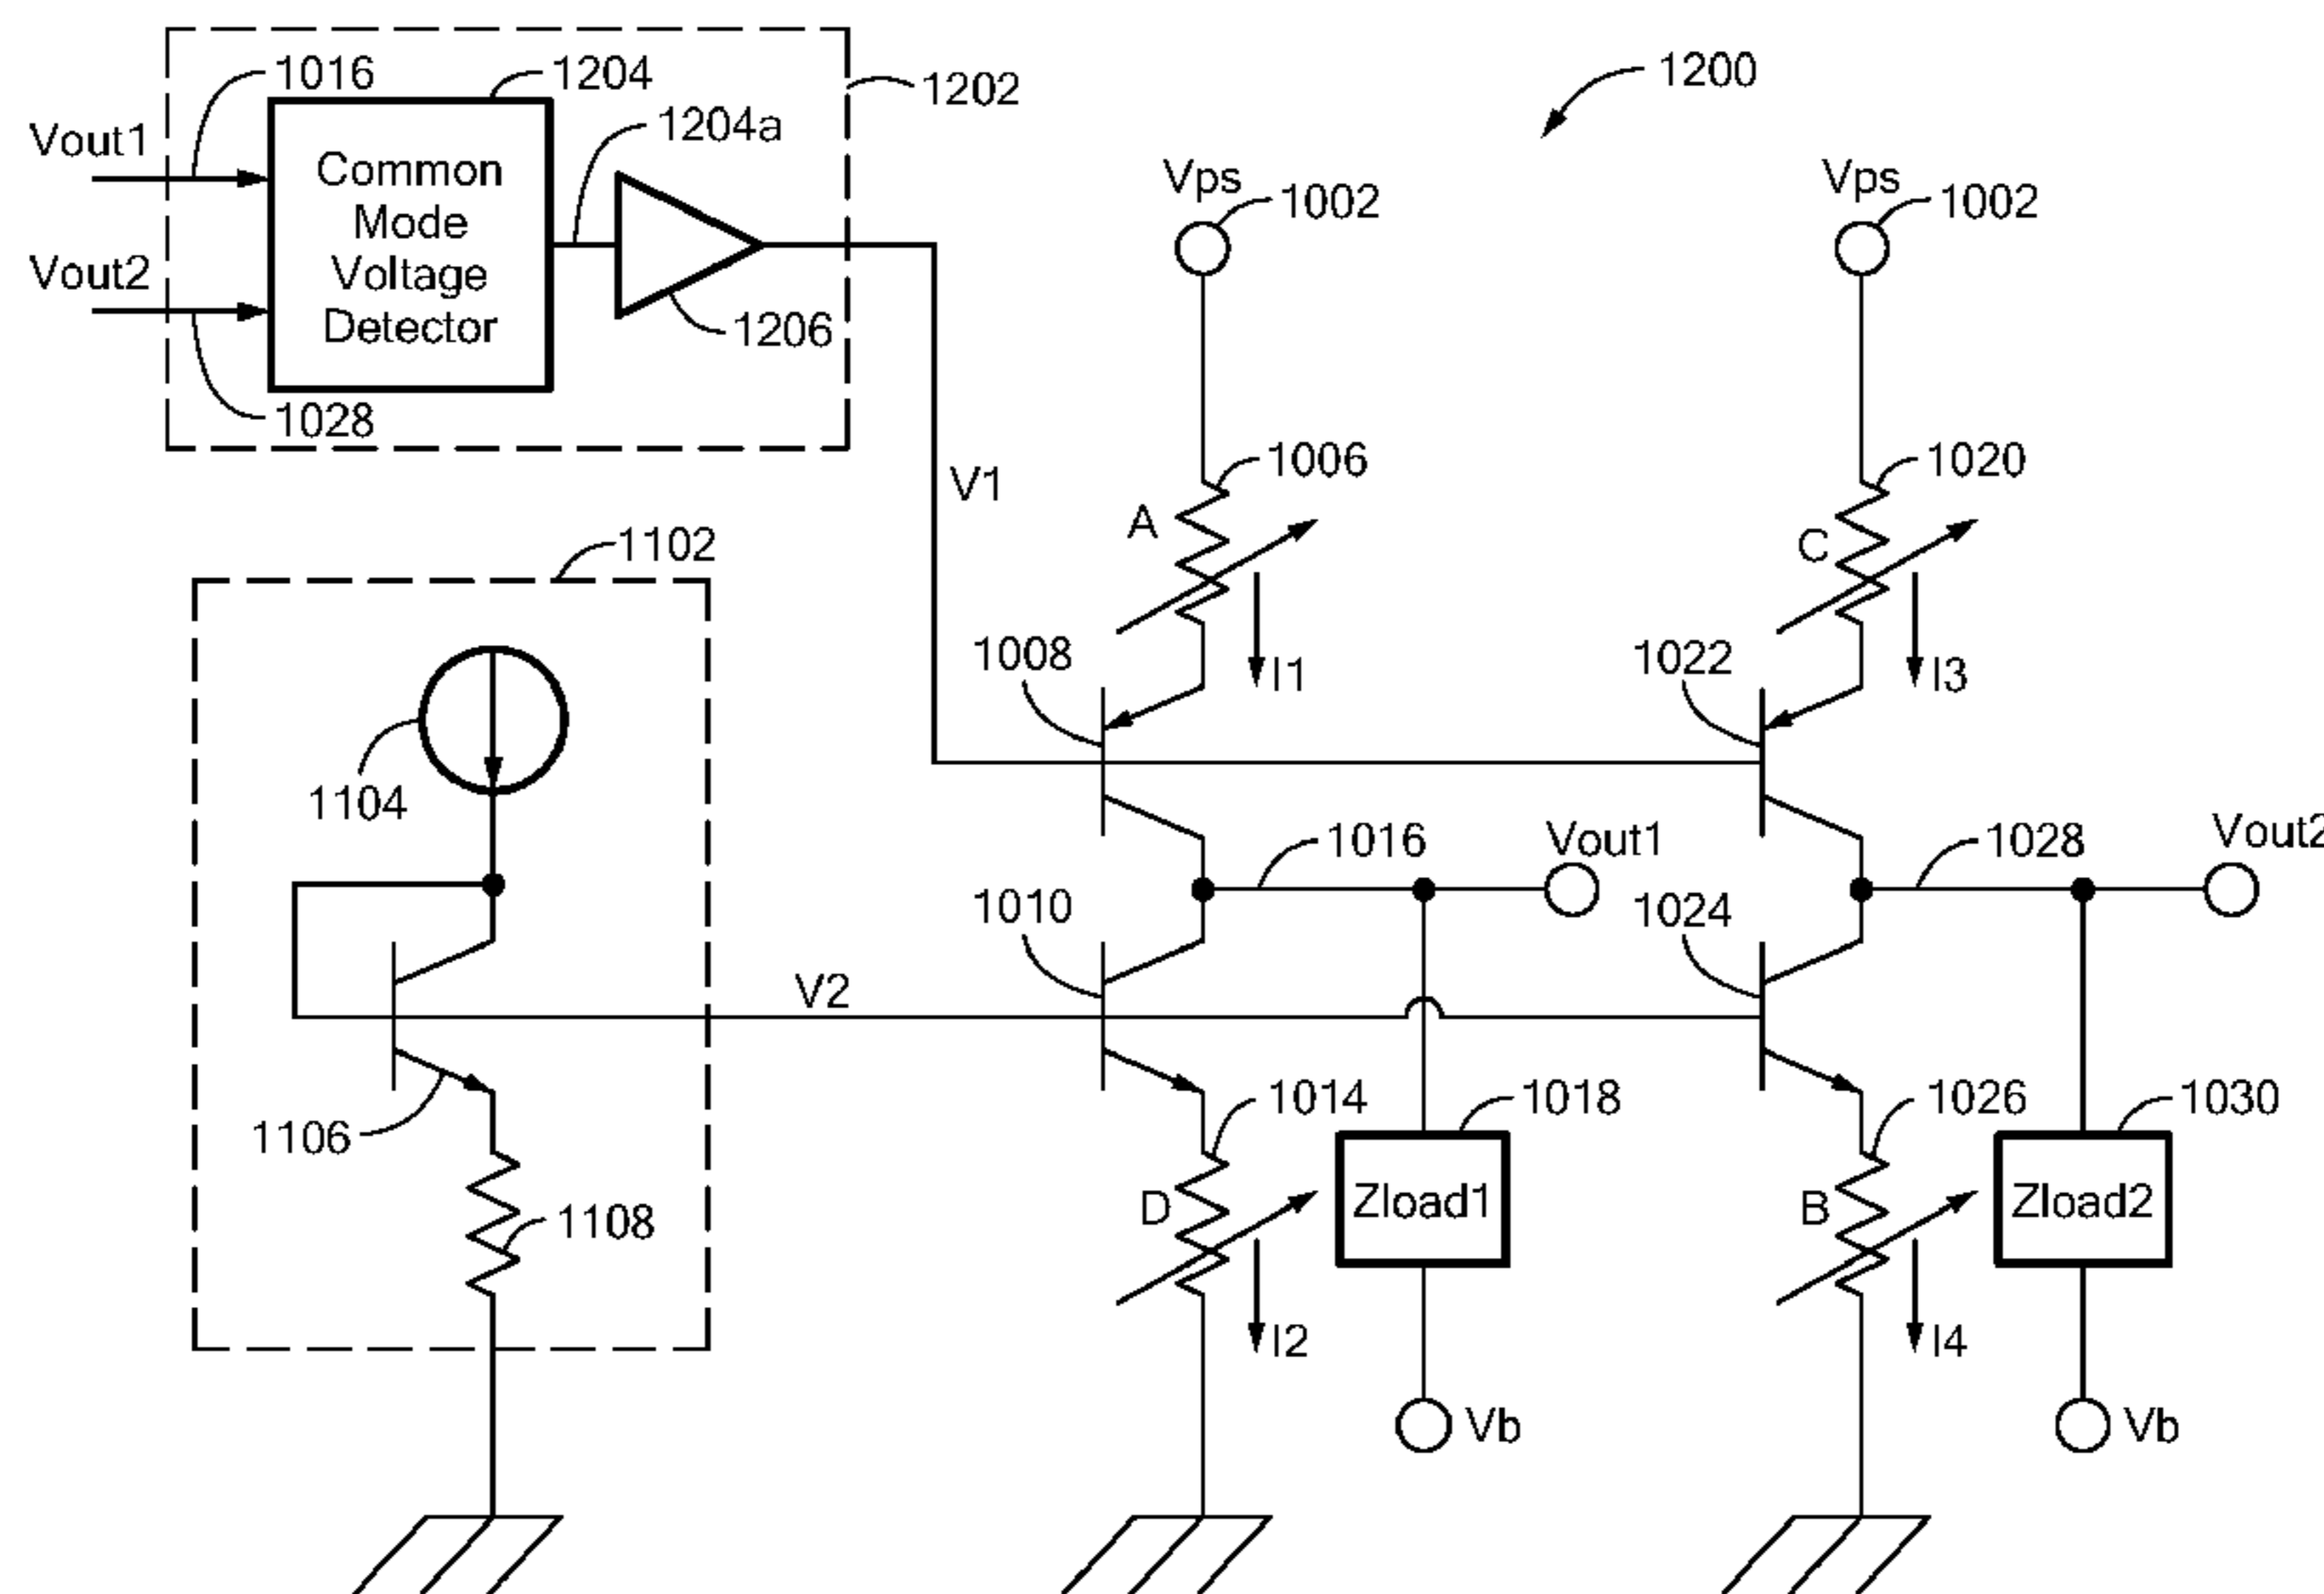 1016
1204
1202
1204a
Vout1
Common
Mode
Voltage
Detector
Vout2
1206
1028
1200
Vps
1002
Vps
1002
V1
A
1006
C
1020
I1
I3
1008
1022
1102
1104
1106
1108
V2
1016
Vout1
1028
Vout2
1010
1024
1014
1018
1026
1030
D
Zload1
B
Zload2
I2
I4
Vb
Vb